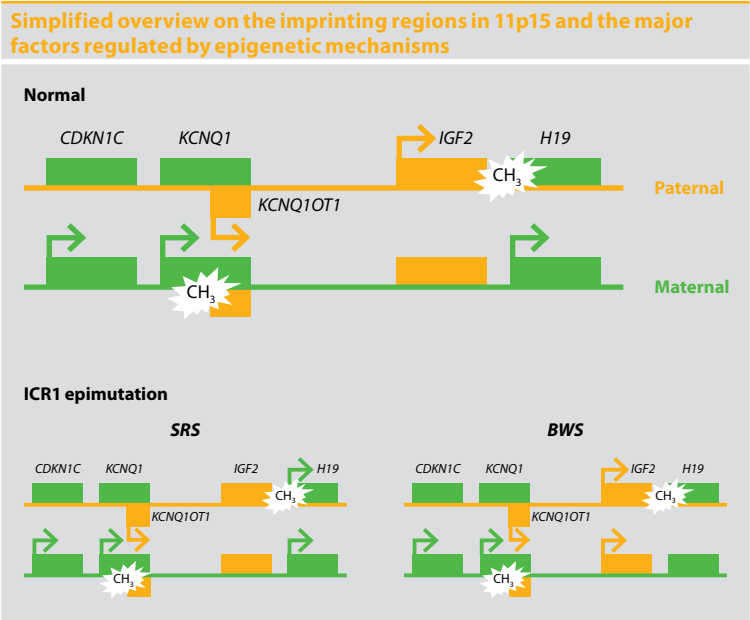 Simplified overview on the imprinting regions in 11p15 and the major
factors regulated by epigenetic mechanisms
Normal
CDKN1C KCNQ1 IGF2 H19
CH3
Paternal
KCNQ1OT1
Maternal
CH3
ICR1 epimutation
SRS BWS
CDKN1C KCNQ1 IGF2 H19 CDKN1C KCNQ1 IGF2 H19
CH3 CH3
KCNQ1OT1 KCNQ1OT1
CH3 CH3